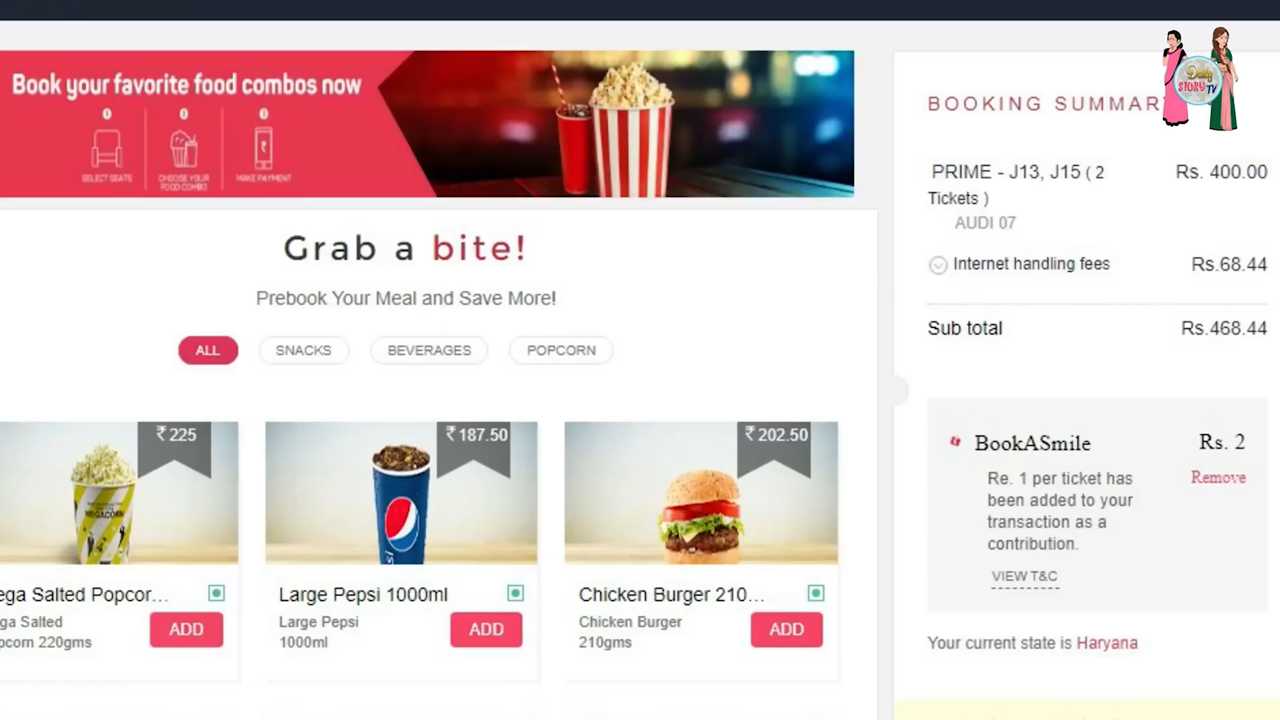 Book your favorite food combos now
SELECT SEATS
CHOOSE YOUR
FOOD COMBO
MAKE PAYMENT
Grab a bite!
Prebook Your Meal and Save More!
ALL
SNACKS
BEVERAGES
POPCORN
₹ 225
ega Salted Popcor...
ga Salted
pcorn 220gms
ADD
₹ 187.50
Large Pepsi 1000ml
Large Pepsi
1000ml
ADD
₹ 202.50
Chicken Burger 210...
Chicken Burger
210gms
ADD
Daily
STORY TV
BOOKING SUMMAR
PRIME - J13, J15 ( 2 Rs. 400.00
Tickets )
AUDI 07
Internet handling fees Rs.68.44
Sub total Rs.468.44
BookASmile Rs. 2
Remove
Re. 1 per ticket has
been added to your
transaction as a
contribution.
VIEW T&C
Your current state is Haryana